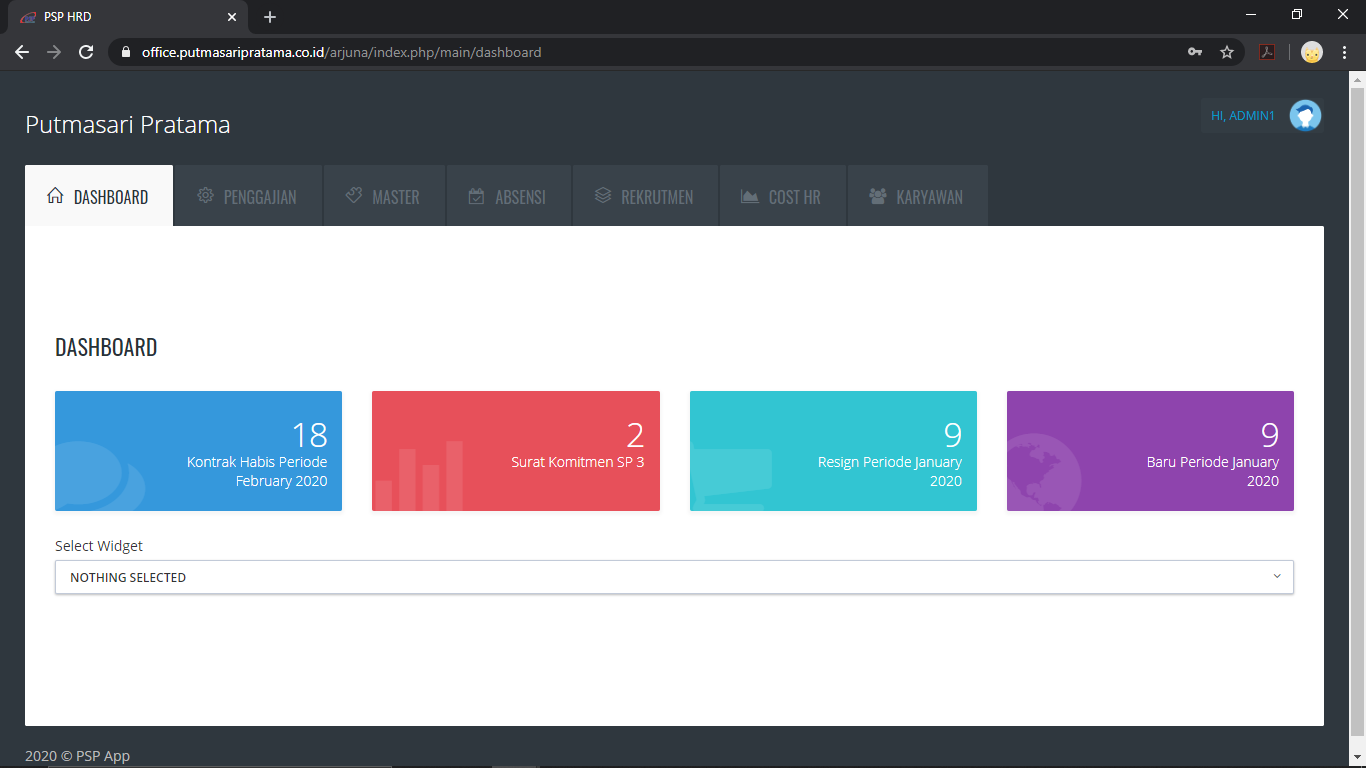 PSP HRD
office.putmasaripratama.co.id/arjuna/index.php/main/dashboard
Putmasari Pratama
HI, ADMIN1
DASHBOARD
PENGGAJIAN
MASTER
ABSENSI
REKRUTMEN
COST HR
KARYAWAN
DASHBOARD
18
Kontrak Habis Periode
February 2020
2
Surat Komitmen SP 3
9
Resign Periode January
2020
9
Baru Periode January
2020
Select Widget
NOTHING SELECTED
2020 © PSP App